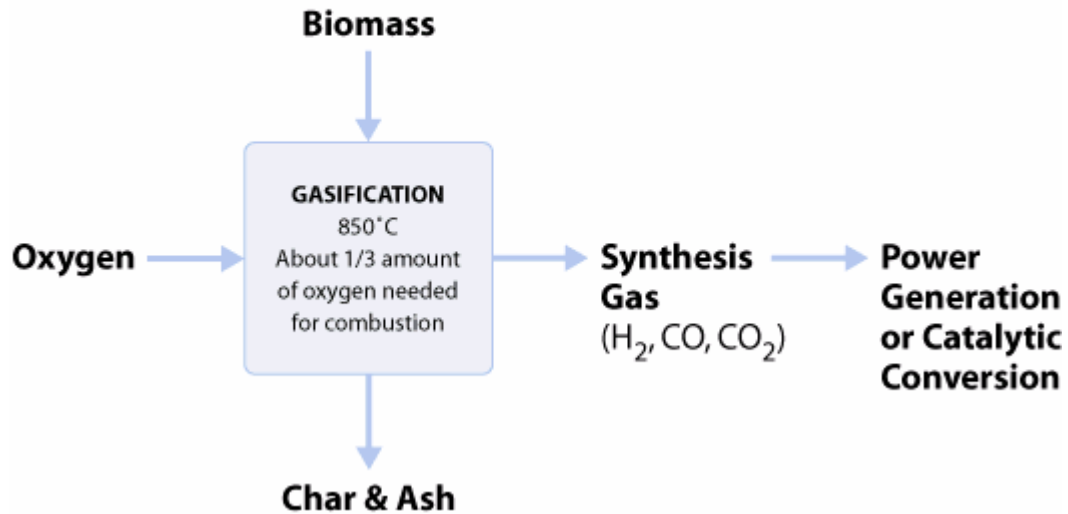 Biomass
GASIFICATION
850˚C
About 1/3 amount
of oxygen needed
for combustion
Oxygen
Synthesis
Gas
(H₂, CO, CO₂)
Power
Generation
or Catalytic
Conversion
Char & Ash